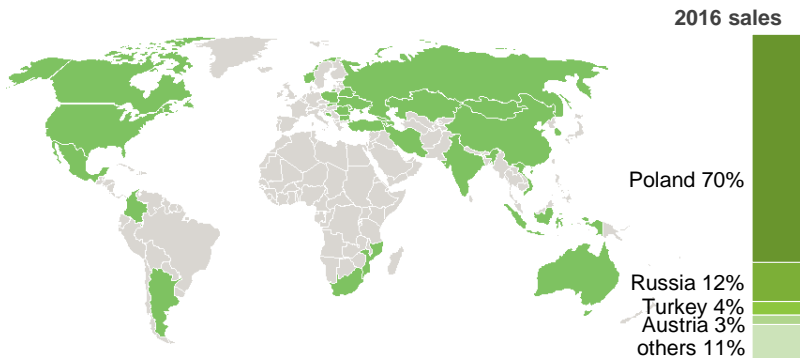 2016 sales
Poland 70%
Russia 12%
Turkey 4%
Austria 3%
others 11%